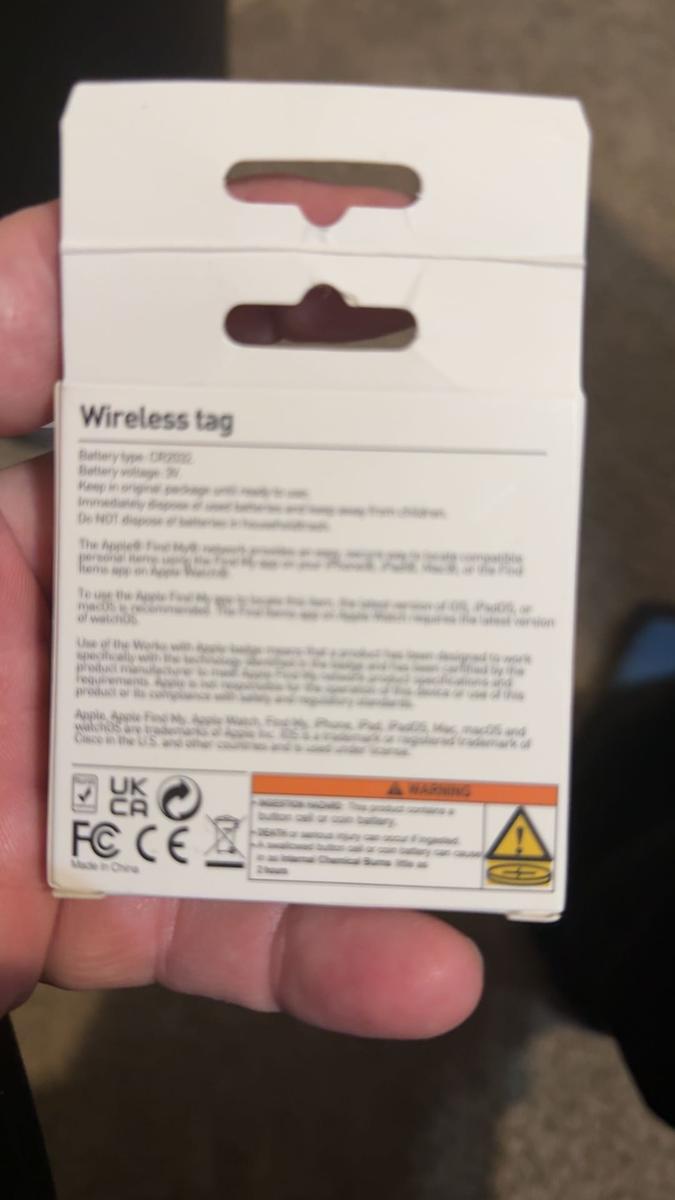 Wireless tag
Battery type: CR2032
Battery voltage: 3V
Keep in original package until ready to use.
Immediately dispose of used batteries and keep away from children.
Do NOT dispose of batteries in household trash.
The Apple® Find My® network provides an easy, secure way to locate compatible
personal items using the Find My app on your iPhone®, iPad®, Mac®, or the Find
Items app on Apple Watch®.
To use the Apple Find My app to locate this item, the latest version of iOS, iPadOS, or
macOS is recommended. The Find Items app on Apple Watch requires the latest version
of watchOS.
Use of the Works with Apple badge means that a product has been designed to work
specifically with the technology identified in the badge and has been certified by the
product manufacturer to meet Apple Find My network product specifications and
requirements. Apple is not responsible for the operation of this device or use of this
product or its compliance with safety and regulatory standards.
Apple, Apple Find My, Apple Watch, Find My, iPhone, iPad, iPadOS, Mac, macOS and
watchOS are trademarks of Apple Inc. IOS is a trademark or registered trademark of
Cisco in the U.S. and other countries and is used under license.
UK
CA
FC CE
Made in China
WARNING
• INGESTION HAZARD: This product contains a
button cell or coin battery.
• DEATH or serious injury can occur if ingested.
• A swallowed button cell or coin battery can cause
Internal Chemical Burns
2 hours